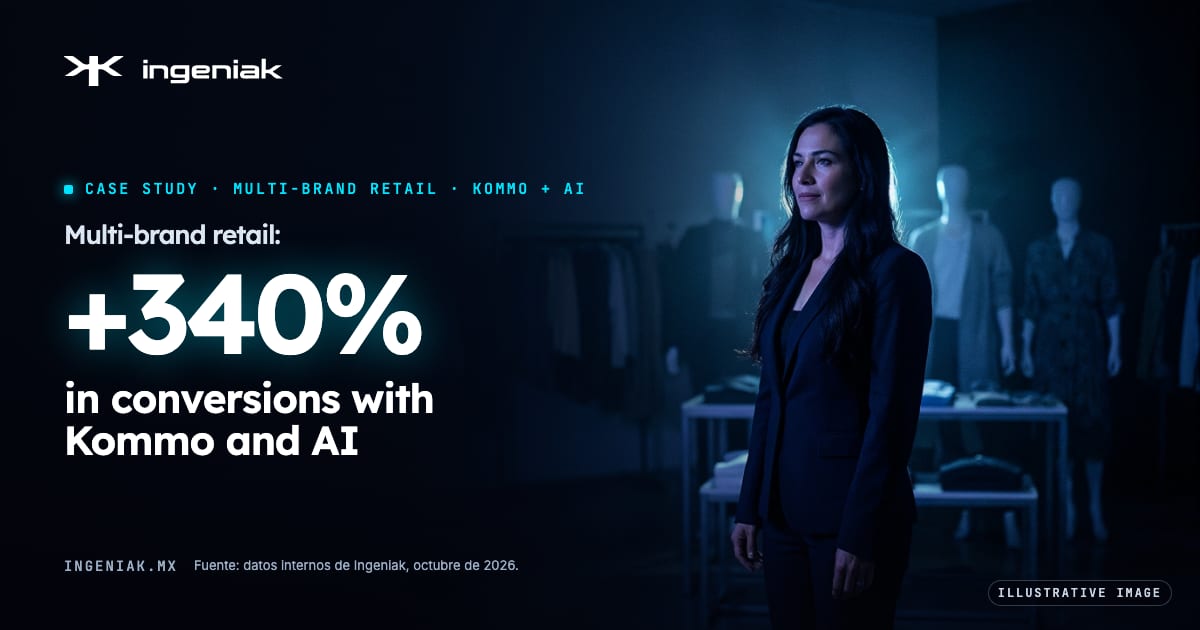 ingeniak
CASE STUDY · MULTI-BRAND RETAIL · KOMMO + AI
Multi-brand retail:
+340%
in conversions with
Kommo and AI
INGENIAK.MX Fuente: datos internos de Ingeniak, octubre de 2026.
ILLUSTRATIVE IMAGE